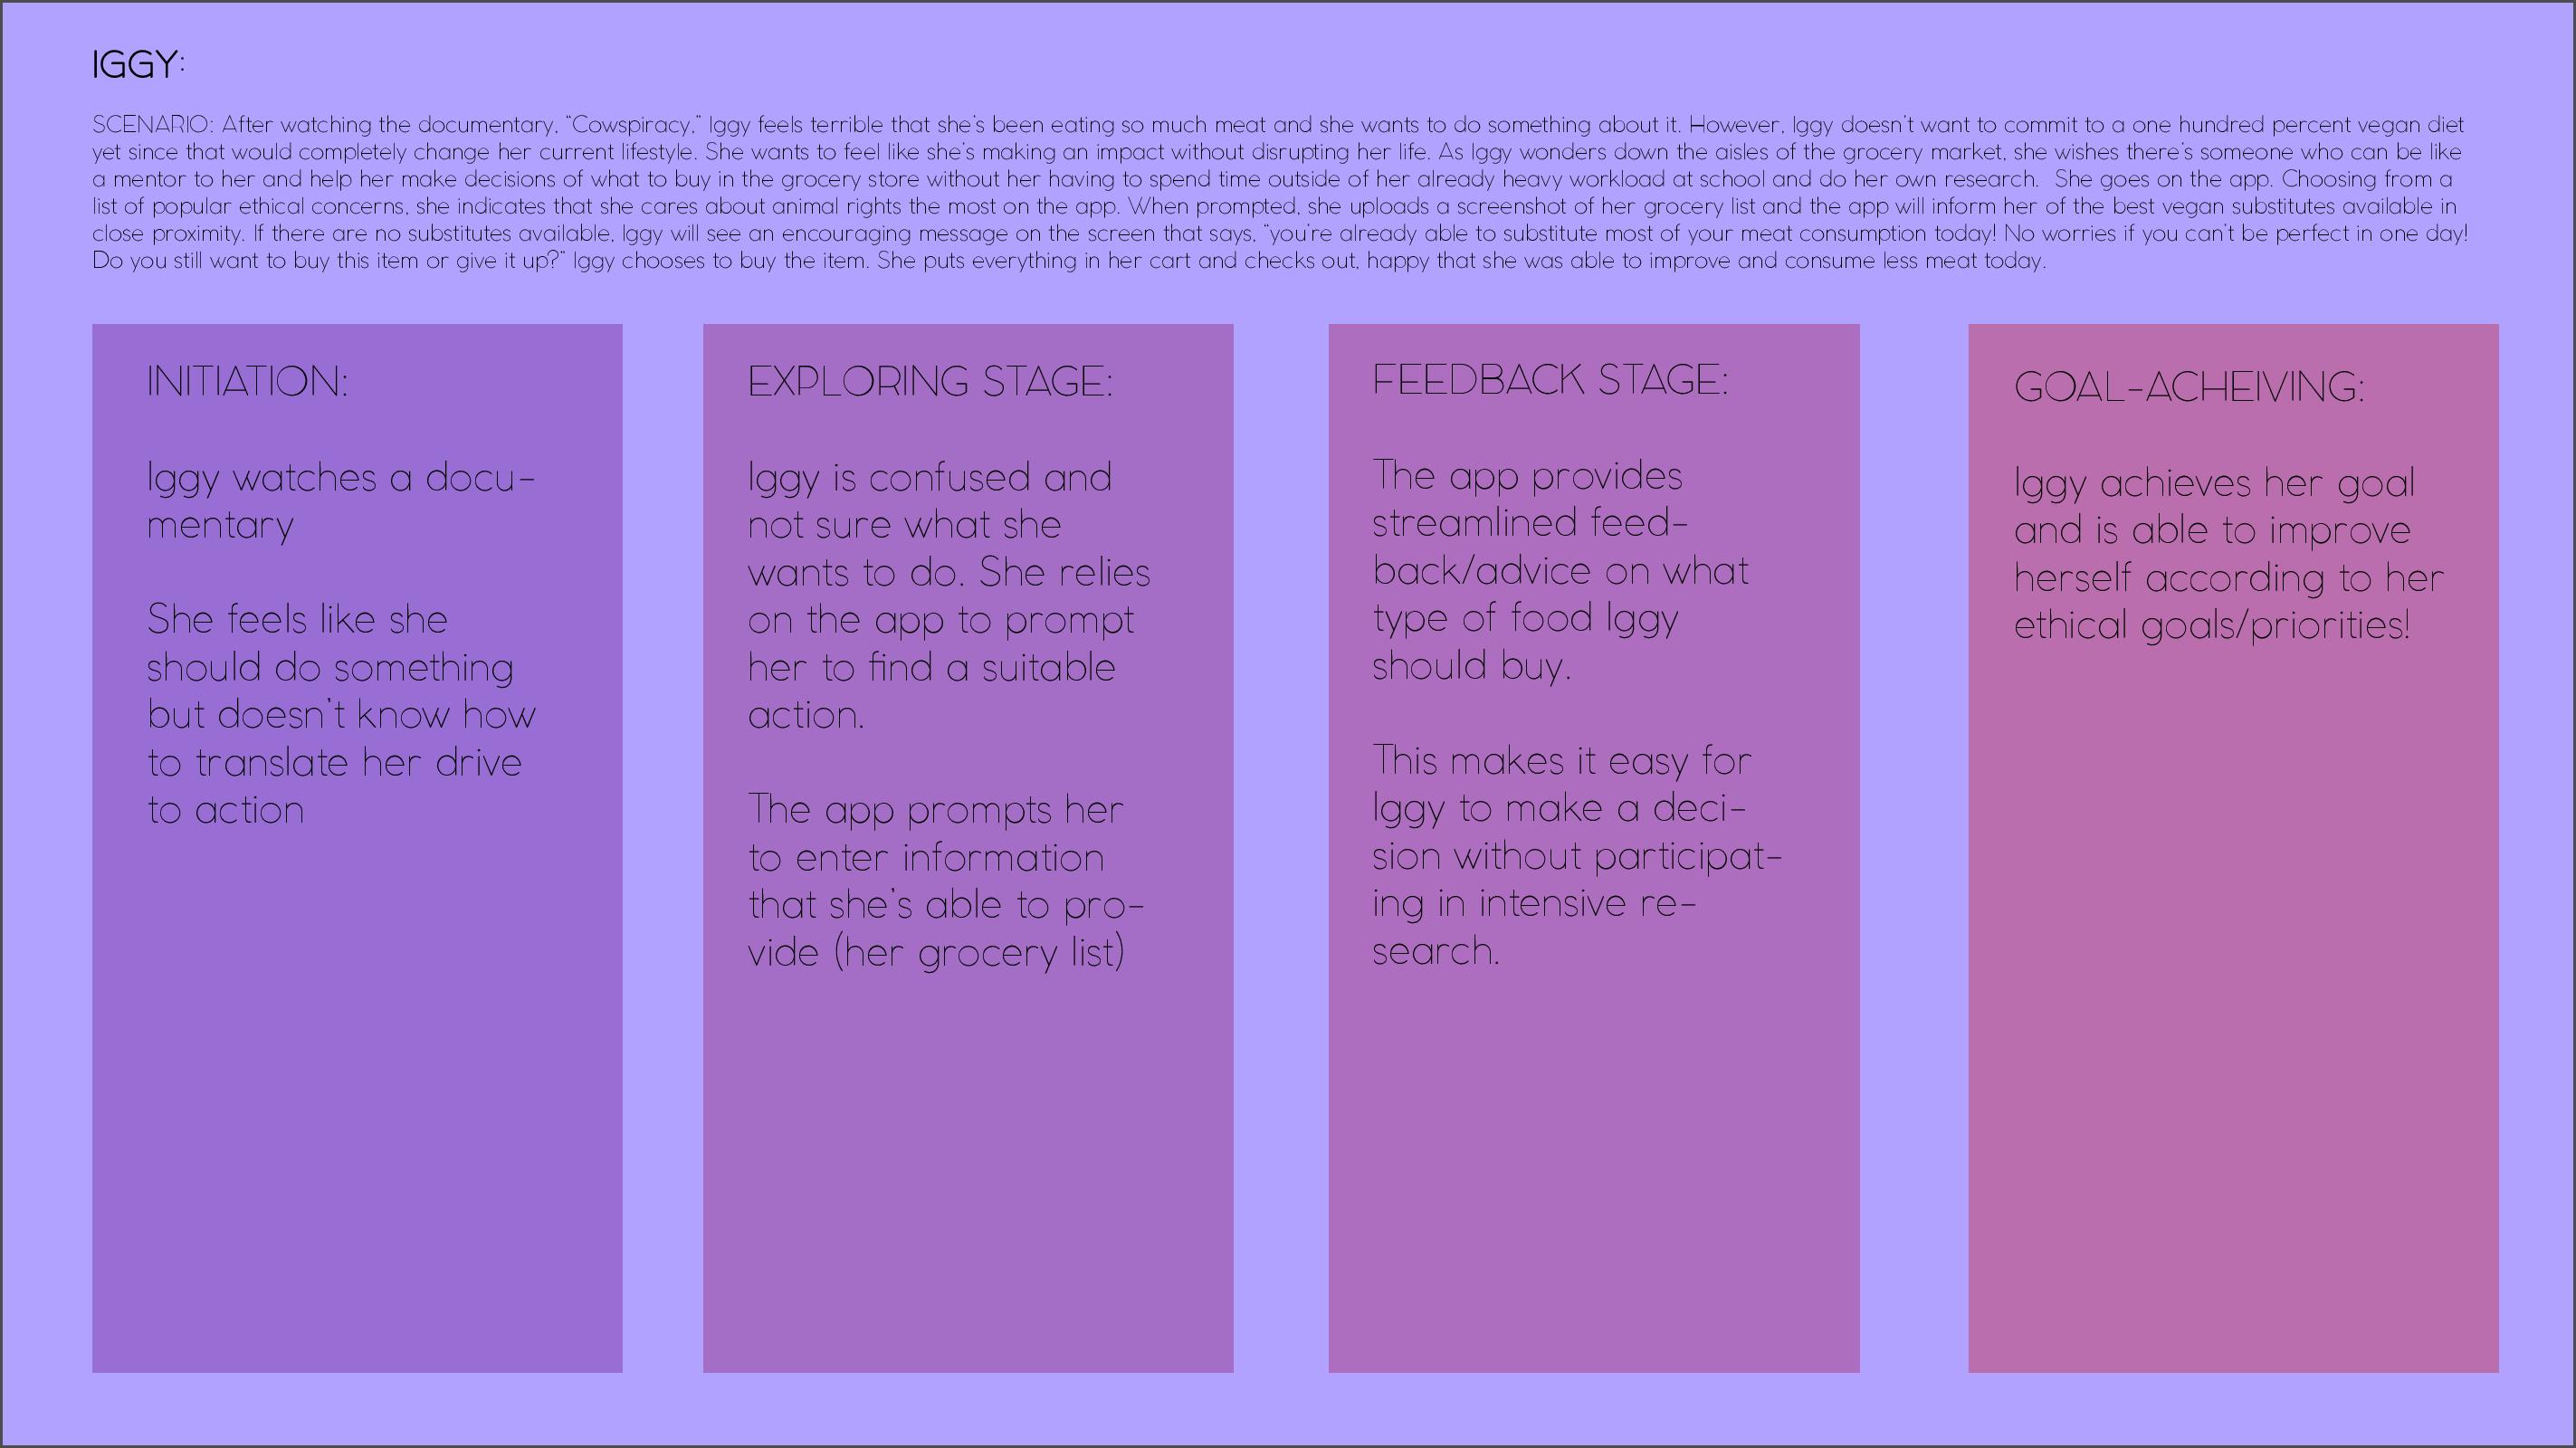 IGGY:
SCENARIO: After watching the documentary, “Cowspiracy,” Iggy feels terrible that she's been eating so much meat and she wants to do something about it. However, Iggy doesn't want to commit to a one hundred percent vegan diet
yet since that would completely change her current lifestyle. She wants to feel like she's making an impact without disrupting her life. As Iggy wonders down the aisles of the grocery market, she wishes there's someone who can be like
a mentor to her and help her make decisions of what to buy in the grocery store without her having to spend time outside of her already heavy workload at school and do her own research.  She goes on the app. Choosing from a
list of popular ethical concerns, she indicates that she cares about animal rights the most on the app. When prompted, she uploads a screenshot of her grocery list and the app will inform her of the best vegan substitutes available in
close proximity. If there are no substitutes available, Iggy will see an encouraging message on the screen that says, “you're already able to substitute most of your meat consumption today! No worries if you can't be perfect in one day!
Do you still want to buy this item or give it up?” Iggy chooses to buy the item. She puts everything in her cart and checks out, happy that she was able to improve and consume less meat today.
INITIATION:
Iggy watches a docu-
mentary
She feels like she
should do something
but doesn't know how
to translate her drive
to action
EXPLORING STAGE:
Iggy is confused and
not sure what she
wants to do. She relies
on the app to prompt
her to find a suitable
action.
The app prompts her
to enter information
that she's able to pro-
vide (her grocery list)
FEEDBACK STAGE:
The app provides
streamlined feed-
back/advice on what
type of food Iggy
should buy.
This makes it easy for
Iggy to make a deci-
sion without participat-
ing in intensive re-
search.
GOAL-ACHEIVING:
Iggy achieves her goal
and is able to improve
herself according to her
ethical goals/priorities!